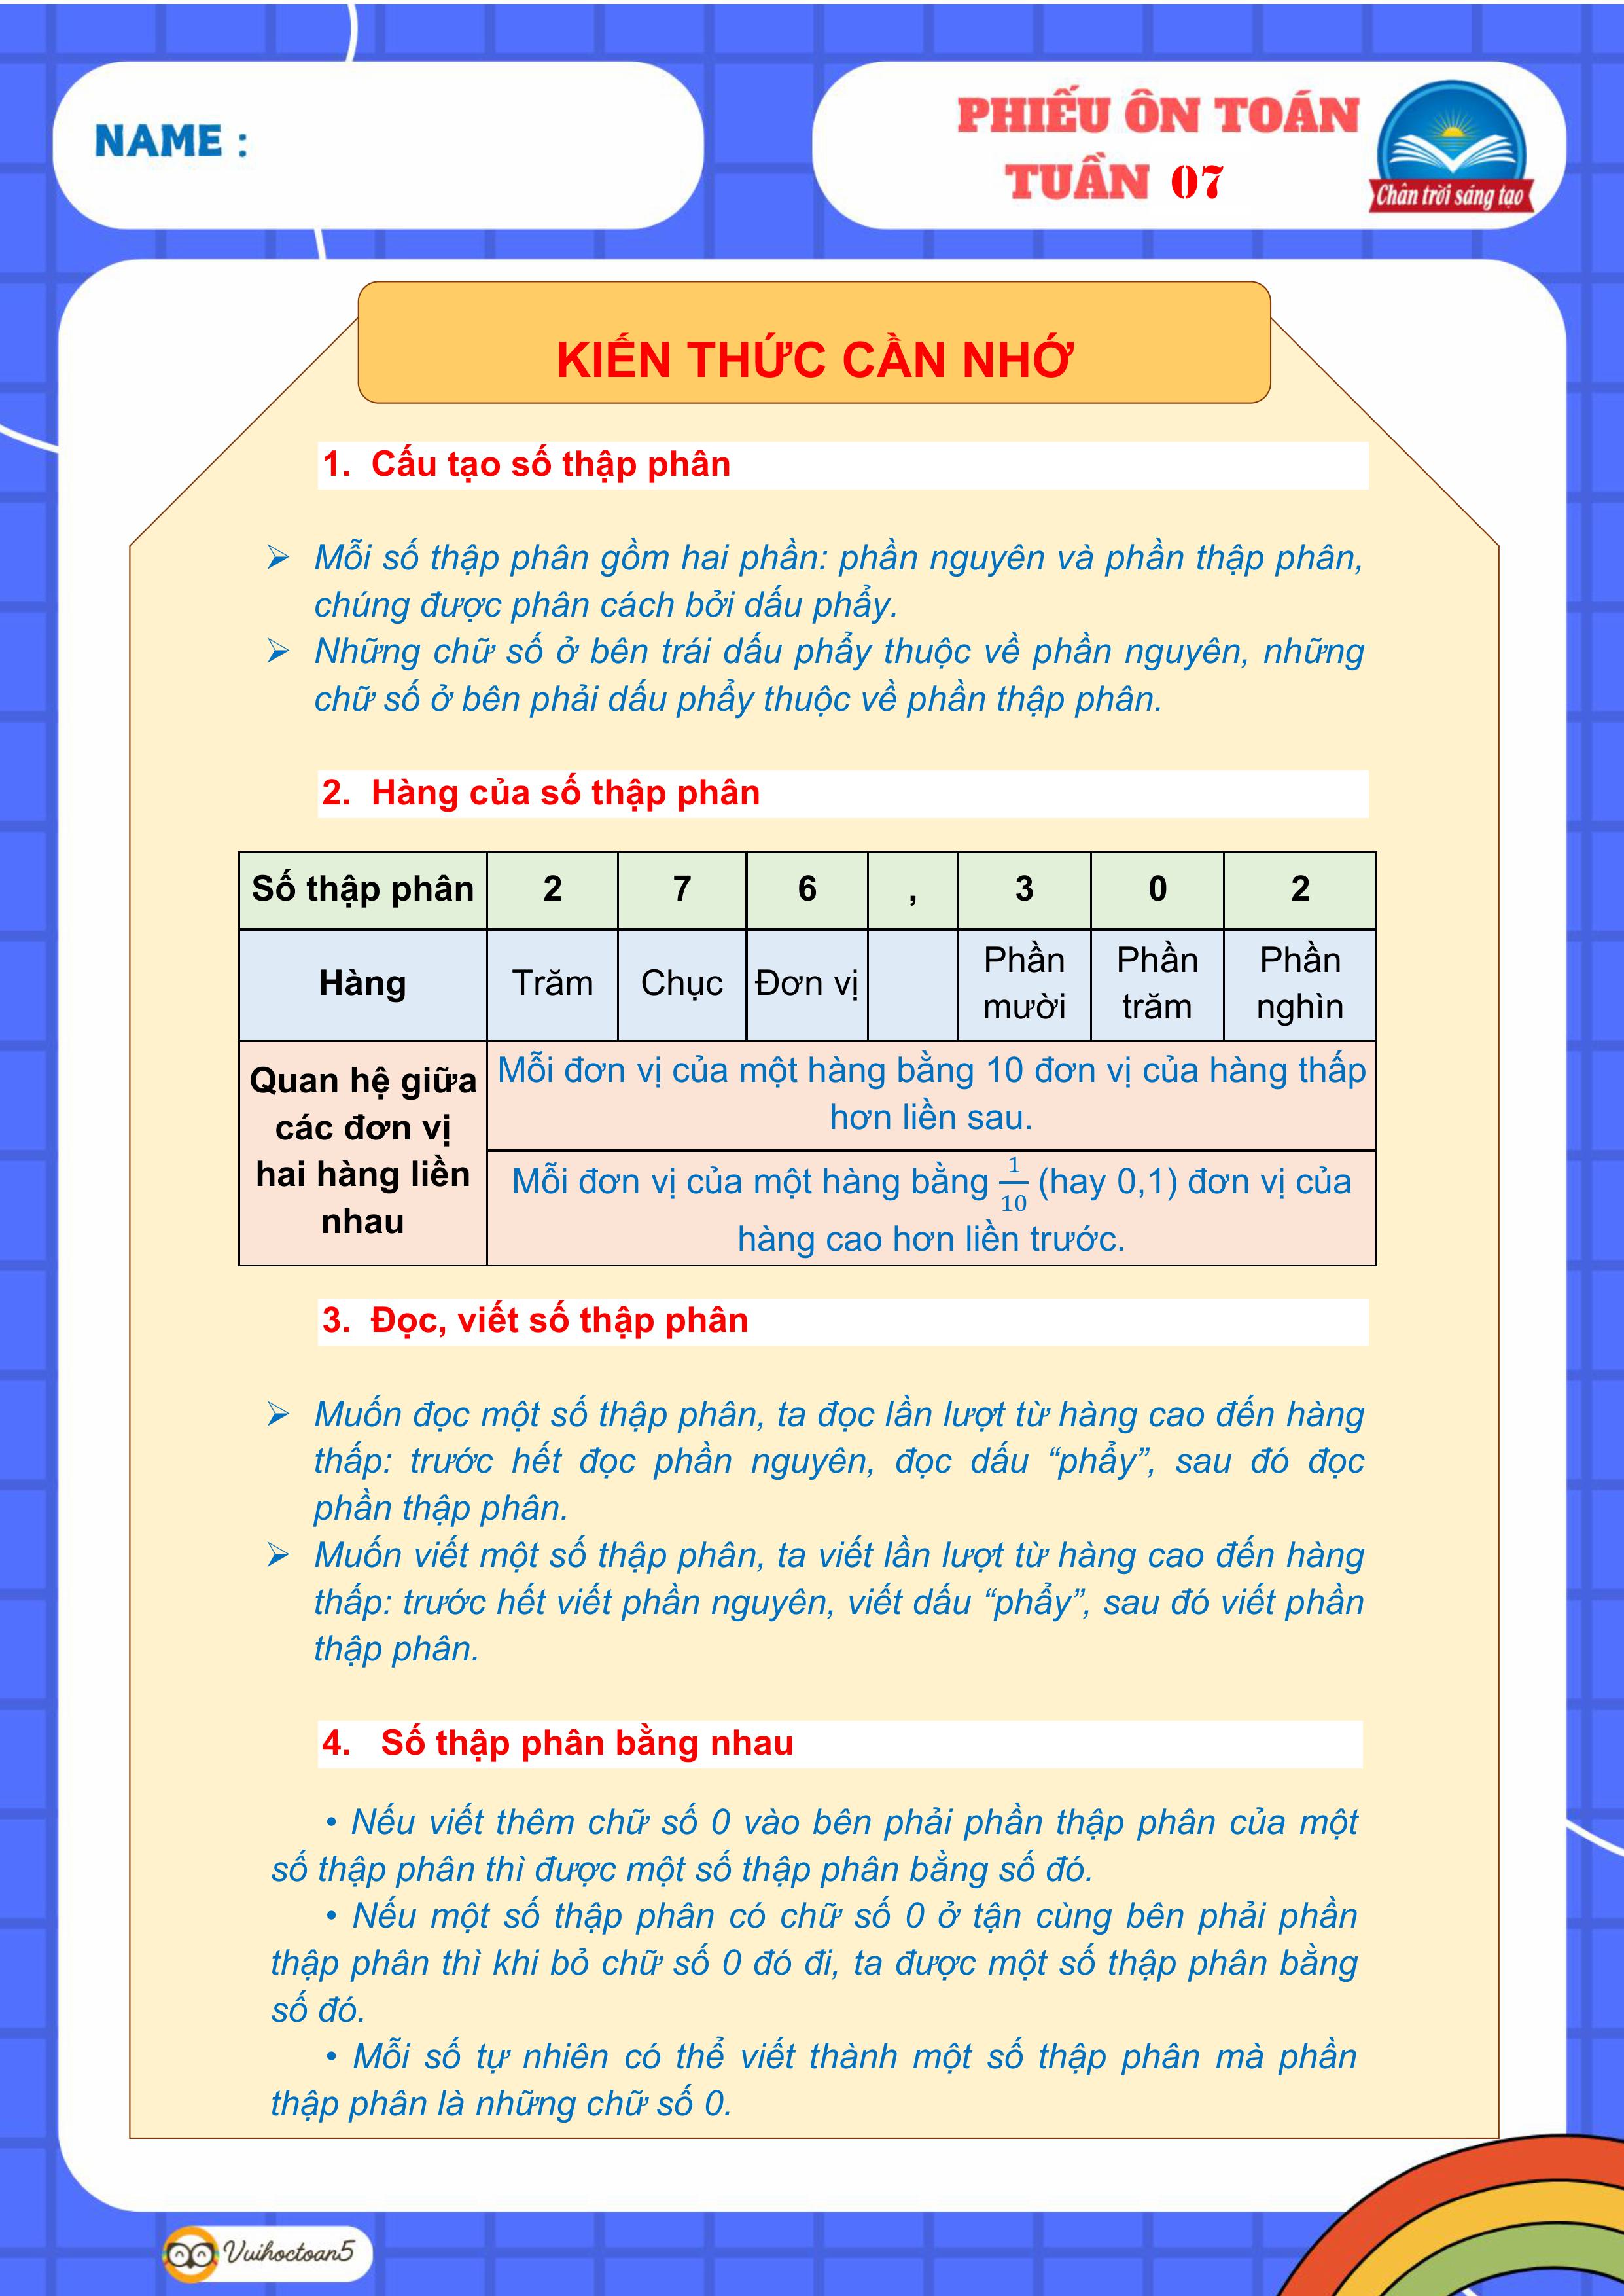 NAME :
PHIẾU ÔN TOÁN
TUẦN 07
Chân trời sáng tạo
KIẾN THỨC CẦN NHỚ
1. Cấu tạo số thập phân
➢ Mỗi số thập phân gồm hai phần: phần nguyên và phần thập phân,
chúng được phân cách bởi dấu phẩy.
➢ Những chữ số ở bên trái dấu phẩy thuộc về phần nguyên, những
chữ số ở bên phải dấu phẩy thuộc về phần thập phân.
2. Hàng của số thập phân
Số thập phân 2 7 6 , 3 0 2
Hàng Trăm Chục Đơn vị Phần mười Phần trăm Phần nghìn
Quan hệ giữa
các đơn vị
hai hàng liền
nhau
Mỗi đơn vị của một hàng bằng 10 đơn vị của hàng thấp
hơn liền sau.
Mỗi đơn vị của một hàng bằng 1/10 (hay 0,1) đơn vị của
hàng cao hơn liền trước.
3. Đọc, viết số thập phân
➢ Muốn đọc một số thập phân, ta đọc lần lượt từ hàng cao đến hàng
thấp: trước hết đọc phần nguyên, đọc dấu “phẩy”, sau đó đọc
phần thập phân.
➢ Muốn viết một số thập phân, ta viết lần lượt từ hàng cao đến hàng
thấp: trước hết viết phần nguyên, viết dấu “phẩy”, sau đó viết phần
thập phân.
4. Số thập phân bằng nhau
• Nếu viết thêm chữ số 0 vào bên phải phần thập phân của một
số thập phân thì được một số thập phân bằng số đó.
• Nếu một số thập phân có chữ số 0 ở tận cùng bên phải phần
thập phân thì khi bỏ chữ số 0 đó đi, ta được một số thập phân bằng
số đó.
• Mỗi số tự nhiên có thể viết thành một số thập phân mà phần
thập phân là những chữ số 0.
Vuihoctoan5